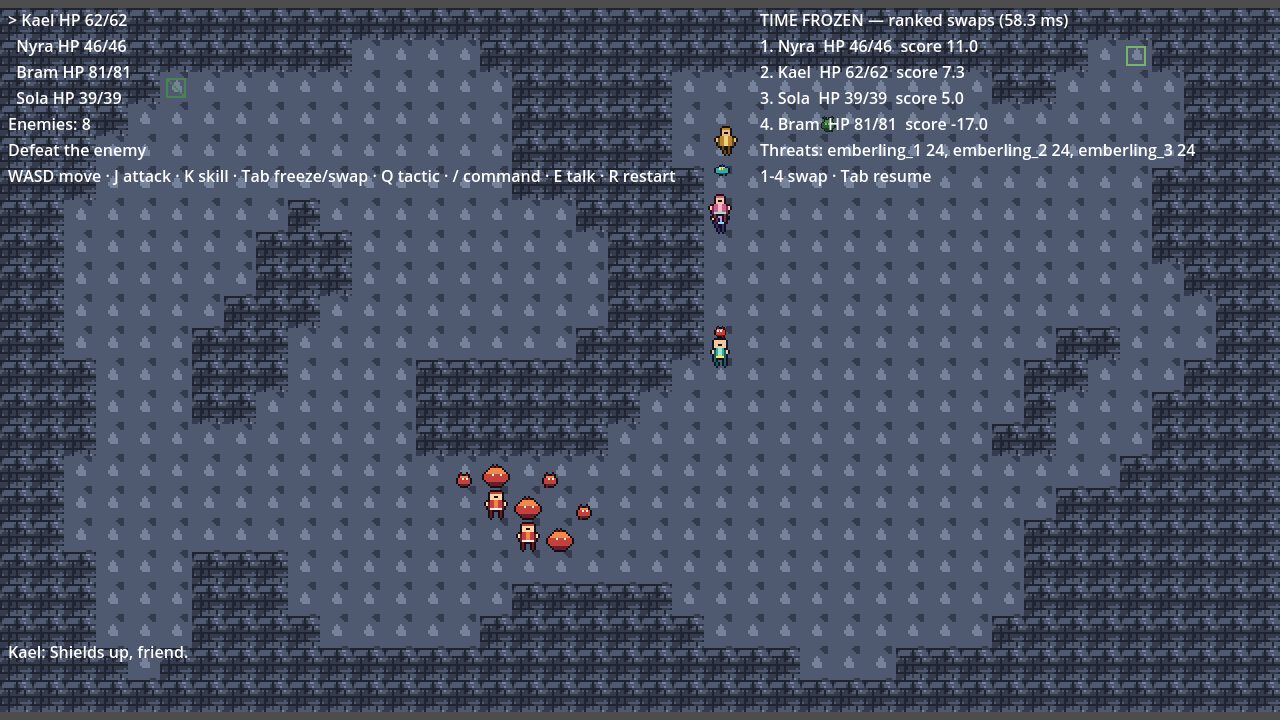 > Kael HP 62/62
Nyra HP 46/46
Bram HP 81/81
Sola HP 39/39
Enemies: 8
Defeat the enemy
WASD move · J attack · K skill · Tab freeze/swap · Q tactic · / command · E talk · R restart
TIME FROZEN — ranked swaps (58.3 ms)
1. Nyra HP 46/46 score 11.0
2. Kael HP 62/62 score 7.3
3. Sola HP 39/39 score 5.0
4. Bram HP 81/81 score -17.0
Threats: emberling_1 24, emberling_2 24, emberling_3 24
1-4 swap · Tab resume
Kael: Shields up, friend.